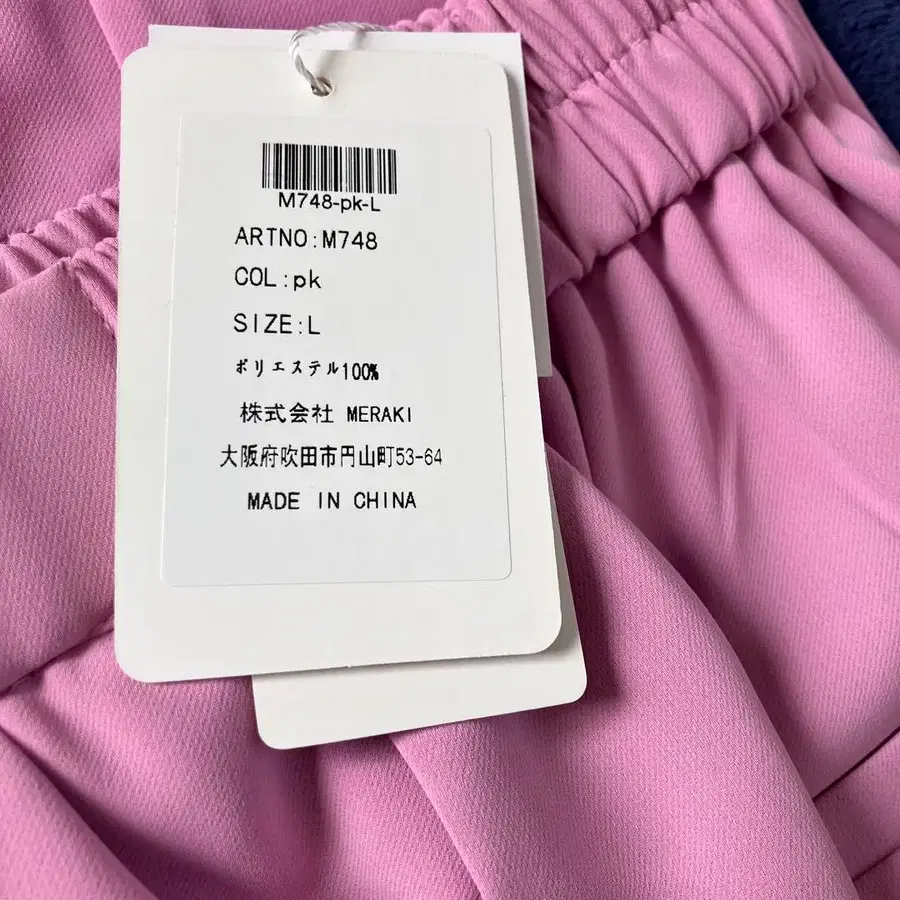 M748-pk-L
ARTNO:M748
COL:pk
SIZE:L
ポリエステル100%
株式会社 MERAKI
大阪府吹田市円山町53-64
MADE IN CHINA